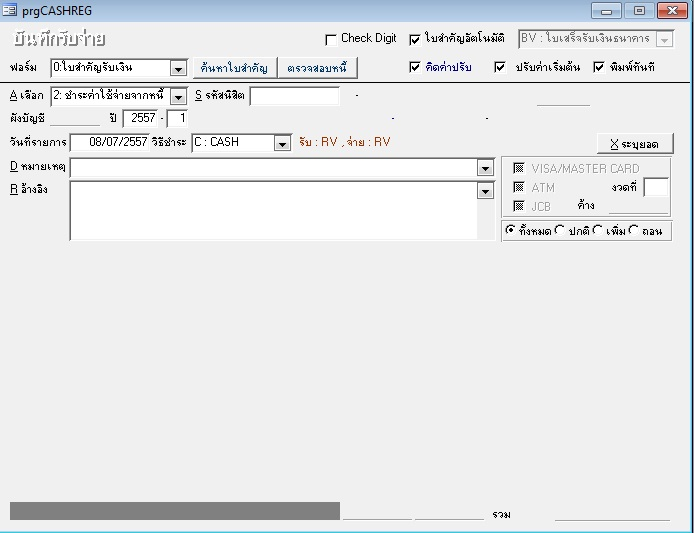 prgCASHREG
บันทึกรับจ่าย Check Digit ใบสำคัญอัตโนมัติ BV : ใบเสร็จรับเงินธนาคาร
ฟอร์ม 0:ใบสำคัญรับเงิน ค้นหาใบสำคัญ ตรวจสอบหนี้ คิดค่าปรับ ปรับค่าเริ่มต้น พิมพ์ทันที
A เลือก 2: ชำระค่าใช้จ่ายจากหนี้ S รหัสนิสิต -
ผังบัญชี ปี 2557 - 1 - -
วันที่รายการ 08/07/2557 วิธีชำระ C : CASH รับ : RV , จ่าย : RV X ระบุยอด
D หมายเหตุ VISA/MASTER CARD
R อ้างอิง ATM งวดที่
JCB ค้าง
ทั้งหมด ปกติ เพิ่ม ถอน
รวม